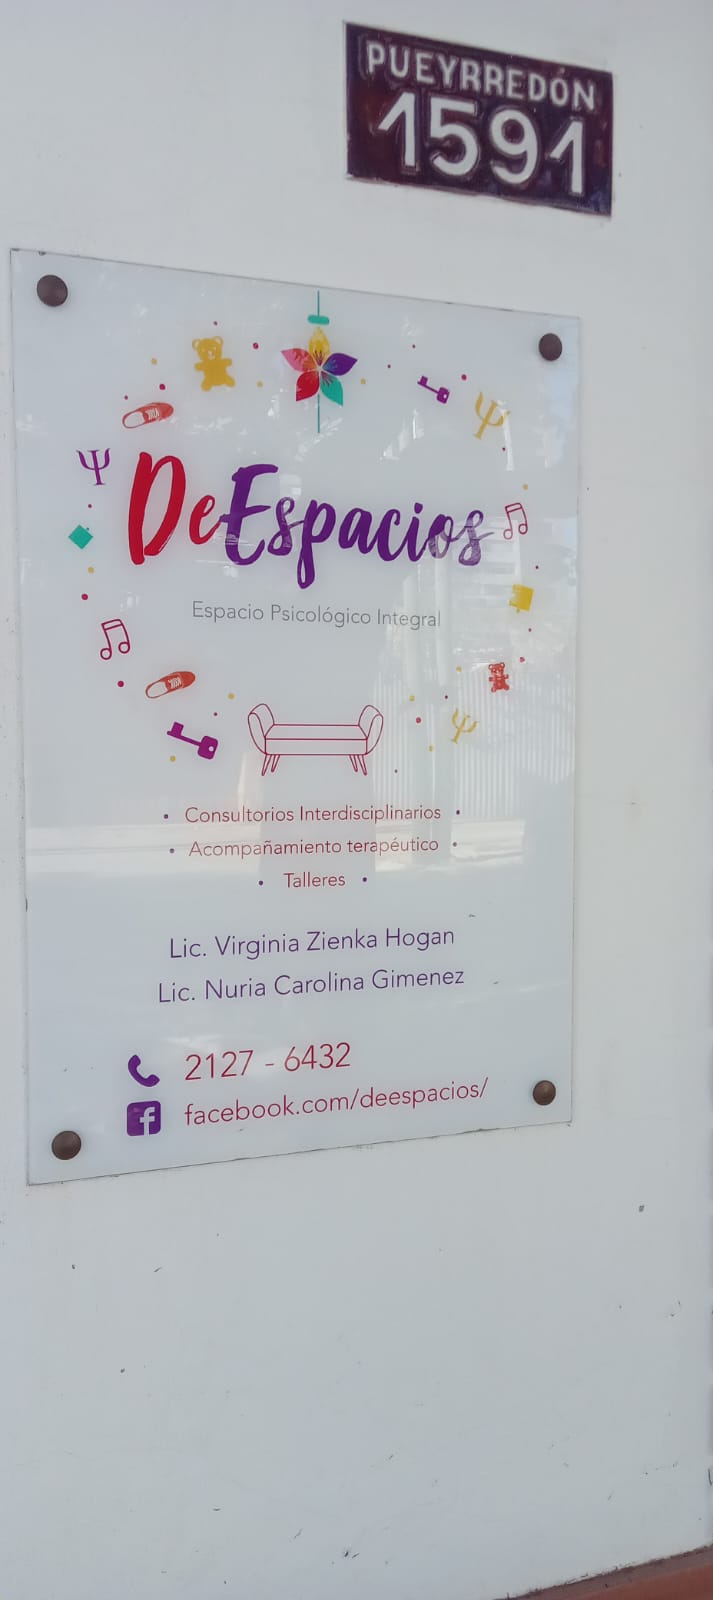 PUEYRREDÓN
1591
DeEspacios
Espacio Psicológico Integral
• Consultorios Interdisciplinarios •
• Acompañamiento terapéutico •
• Talleres •
Lic. Virginia Zienka Hogan
Lic. Nuria Carolina Gimenez
2127 - 6432
facebook.com/deespacios/